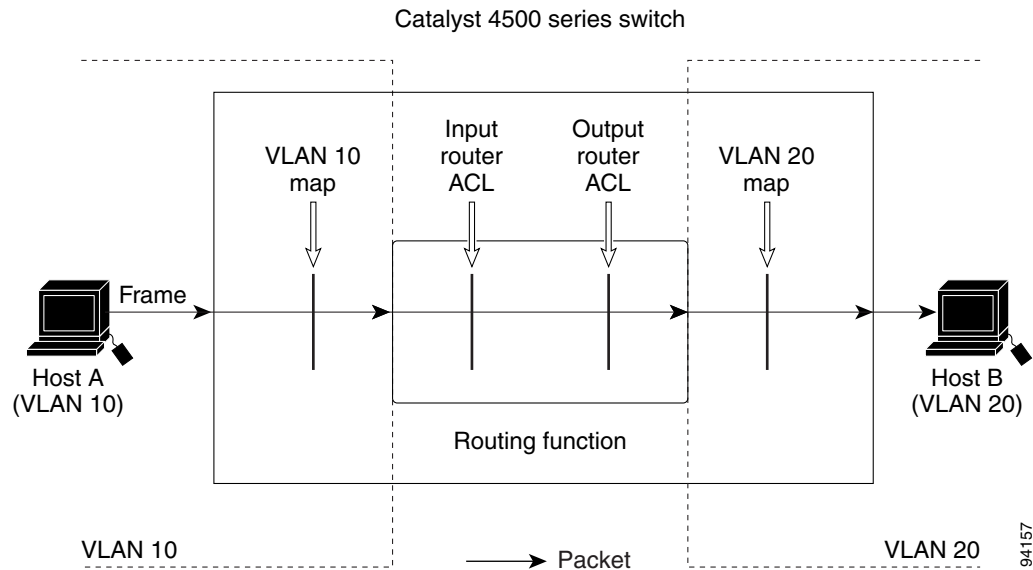 Catalyst 4500 series switch
VLAN 10
map
Input
router
ACL
Output
router
ACL
VLAN 20
map
Frame
Host A
(VLAN 10)
Host B
(VLAN 20)
Routing function
VLAN 10
Packet
VLAN 20
94157